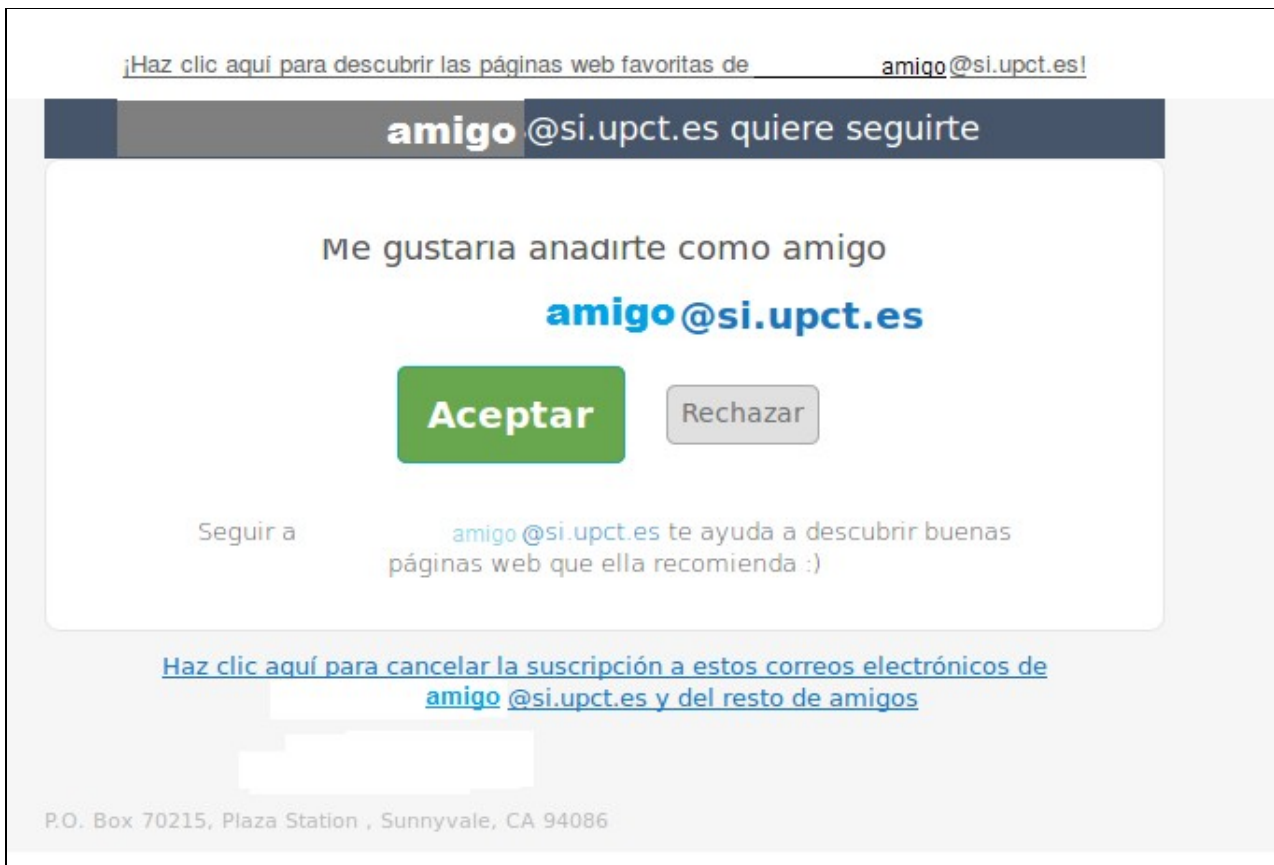 ¡Haz clic aquí para descubrir las páginas web favoritas de amigo@si.upct.es!
amigo @si.upct.es quiere seguirte
Me gustaría añadirte como amigo
amigo @si.upct.es
Aceptar
Rechazar
Seguir a amigo @si.upct.es te ayuda a descubrir buenas
páginas web que ella recomienda :)
Haz clic aquí para cancelar la suscripción a estos correos electrónicos de
amigo @si.upct.es y del resto de amigos
P.O. Box 70215, Plaza Station , Sunnyvale, CA 94086